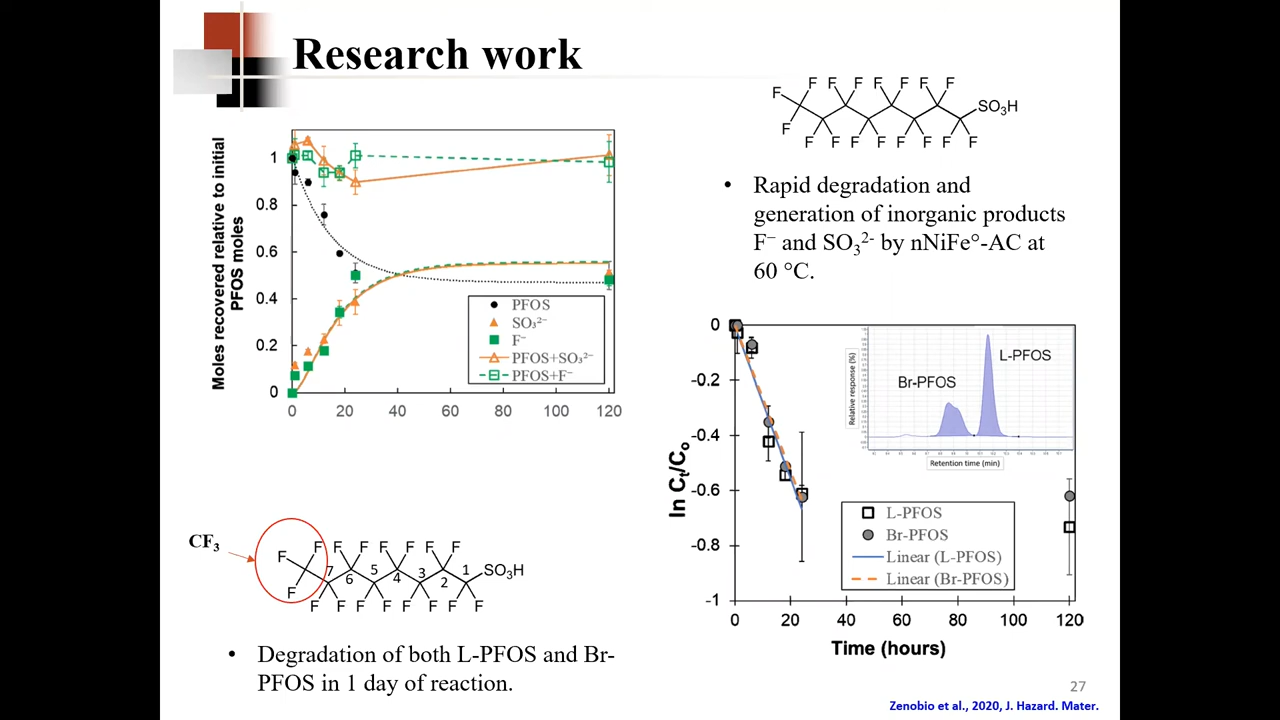 Research work
Moles recovered relative to initial
PFOS moles
1
0.8
0.6
0.4
0.2
0
0 20 40 60 80 100 120
PFOS
SO₃²⁻
F⁻
PFOS+SO₃²⁻
PFOS+F⁻
F F F F F
F F F F F F F
SO₃H
• Rapid degradation and
generation of inorganic products
F⁻ and SO₃²⁻ by nNiFe°-AC at
60 °C.
ln Cₜ/Cₒ
0
-0.2
-0.4
-0.6
-0.8
-1
0 20 40 60 80 100 120
Time (hours)
Relative response (%)
Br-PFOS
L-PFOS
Retention time (min)
L-PFOS
Br-PFOS
Linear (L-PFOS)
Linear (Br-PFOS)
CF₃
F F F F F F F F
F
7 6 5 4 3 2 1
SO₃H
F F F F F F F F
• Degradation of both L-PFOS and Br-
PFOS in 1 day of reaction.
27
Zenobio et al., 2020, J. Hazard. Mater.